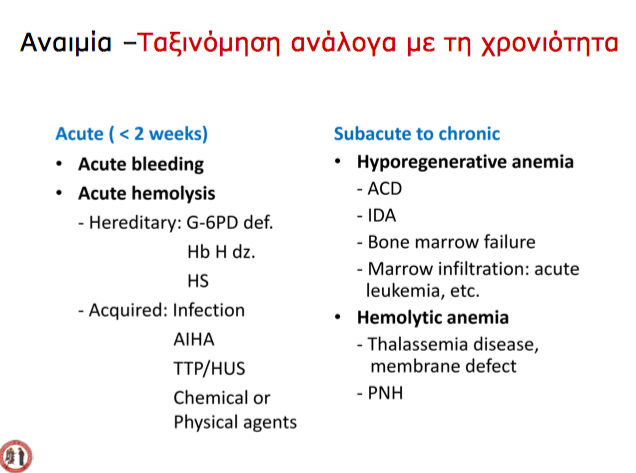 Αναιμία –Ταξινόμηση ανάλογα με τη χρονιότητα
Acute ( < 2 weeks)
• Acute bleeding
• Acute hemolysis
- Hereditary: G-6PD def.
Hb H dz.
HS
- Acquired: Infection
AIHA
TTP/HUS
Chemical or
Physical agents
Subacute to chronic
• Hyporegenerative anemia
- ACD
- IDA
- Bone marrow failure
- Marrow infiltration: acute
leukemia, etc.
• Hemolytic anemia
- Thalassemia disease,
membrane defect
- PNH